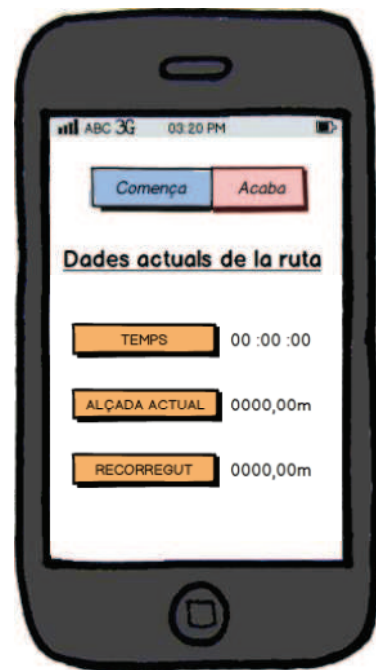 ABC 3G 03:20 PM
Comença Acaba
Dades actuals de la ruta
TEMPS 00 :00 :00
ALÇADA ACTUAL 0000,00m
RECORREGUT 0000,00m